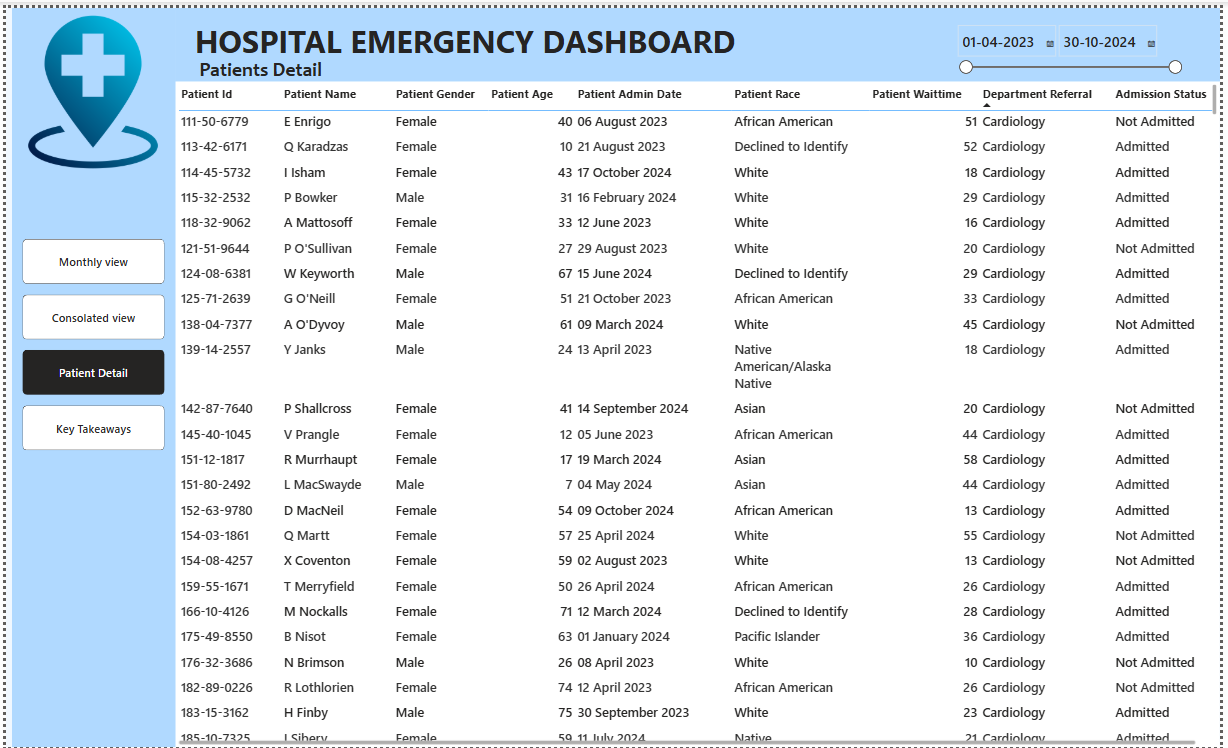 HOSPITAL EMERGENCY DASHBOARD
Patients Detail
01-04-2023 30-10-2024
Monthly view
Consolated view
Patient Detail
Key Takeaways
Patient Id Patient Name Patient Gender Patient Age Patient Admin Date Patient Race Patient Waittime Department Referral Admission Status
111-50-6779 E Enrigo Female 40 06 August 2023 African American 51 Cardiology Not Admitted
113-42-6171 Q Karadzas Female 10 21 August 2023 Declined to Identify 52 Cardiology Admitted
114-45-5732 I Isham Female 43 17 October 2024 White 18 Cardiology Admitted
115-32-2532 P Bowker Male 31 16 February 2024 White 29 Cardiology Admitted
118-32-9062 A Mattosoff Female 33 12 June 2023 White 16 Cardiology Admitted
121-51-9644 P O'Sullivan Female 27 29 August 2023 White 20 Cardiology Not Admitted
124-08-6381 W Keyworth Male 67 15 June 2024 Declined to Identify 29 Cardiology Admitted
125-71-2639 G O'Neill Female 51 21 October 2023 African American 33 Cardiology Admitted
138-04-7377 A O'Dyvoy Male 61 09 March 2024 White 45 Cardiology Not Admitted
139-14-2557 Y Janks Male 24 13 April 2023 Native 18 Cardiology Admitted
American/Alaska
Native
142-87-7640 P Shallcross Female 41 14 September 2024 Asian 20 Cardiology Not Admitted
145-40-1045 V Prangle Female 12 05 June 2023 African American 44 Cardiology Admitted
151-12-1817 R Murrhaupt Female 17 19 March 2024 Asian 58 Cardiology Admitted
151-80-2492 L MacSwayde Male 7 04 May 2024 Asian 44 Cardiology Admitted
152-63-9780 D MacNeil Female 54 09 October 2024 African American 13 Cardiology Admitted
154-03-1861 Q Martt Female 57 25 April 2024 White 55 Cardiology Not Admitted
154-08-4257 X Coventon Female 59 02 August 2023 White 13 Cardiology Not Admitted
159-55-1671 T Merryfield Female 50 26 April 2024 African American 26 Cardiology Admitted
166-10-4126 M Nockalls Female 71 12 March 2024 Declined to Identify 28 Cardiology Admitted
175-49-8550 B Nisot Female 63 01 January 2024 Pacific Islander 36 Cardiology Admitted
176-32-3686 N Brimson Male 26 08 April 2023 White 10 Cardiology Not Admitted
182-89-0226 R Lothlorien Female 74 12 April 2023 African American 26 Cardiology Not Admitted
183-15-3162 H Finby Male 75 30 September 2023 White 23 Cardiology Admitted
185-10-7325 Female 59 11 July 2024 Native 21 Cardiology Admitted